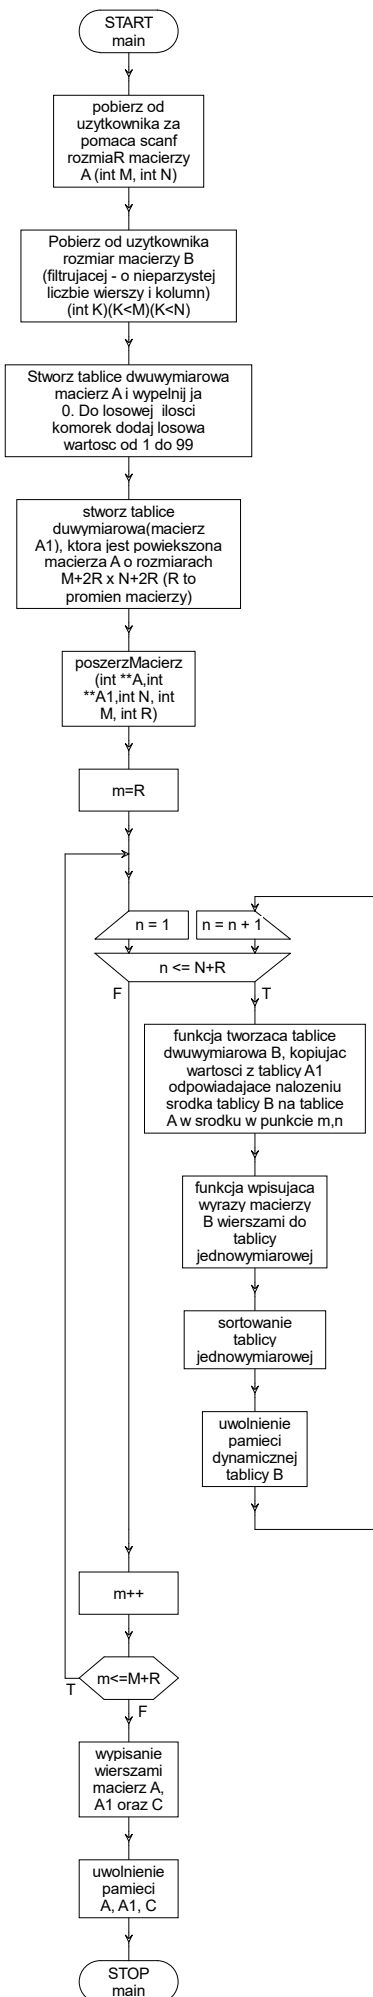 START
main
pobierz od
uzytkownika za
pomaca scanf
rozmiaR macierzy
A (int M, int N)
Pobierz od uzytkownika
rozmiar macierzy B
(filtrujacej - o nieparzystej
liczbie wierszy i kolumn)
(int K)(K<M)(K<N)
Stworz tablice dwuwymiarowa
macierz A i wypelnij ja
0. Do losowej ilosci
komorek dodaj losowa
wartosc od 1 do 99
stworz tablice
duwymiarowa(macierz
A1), ktora jest powiekszona
macierza A o rozmiarach
M+2R x N+2R (R to
promien macierzy)
poszerzMacierz
(int **A,int
**A1,int N, int
M, int R)
m=R
n = 1
n = n + 1
n <= N+R
F
T
funkcja tworzaca tablice
dwuwymiarowa B, kopiujac
wartosci z tablicy A1
odpowiadajace nalozeniu
srodka tablicy B na tablice
A w srodku w punkcie m,n
funkcja wpisujaca
wyrazy macierzy
B wierszami do
tablicy
jednowymiarowej
sortowanie
tablicy
jednowymiarowej
uwolnienie
pamieci
dynamicznej
tablicy B
m++
m<=M+R
T
F
wypisanie
wierszami
macierz A,
A1 oraz C
uwolnienie
pamieci
A, A1, C
STOP
main